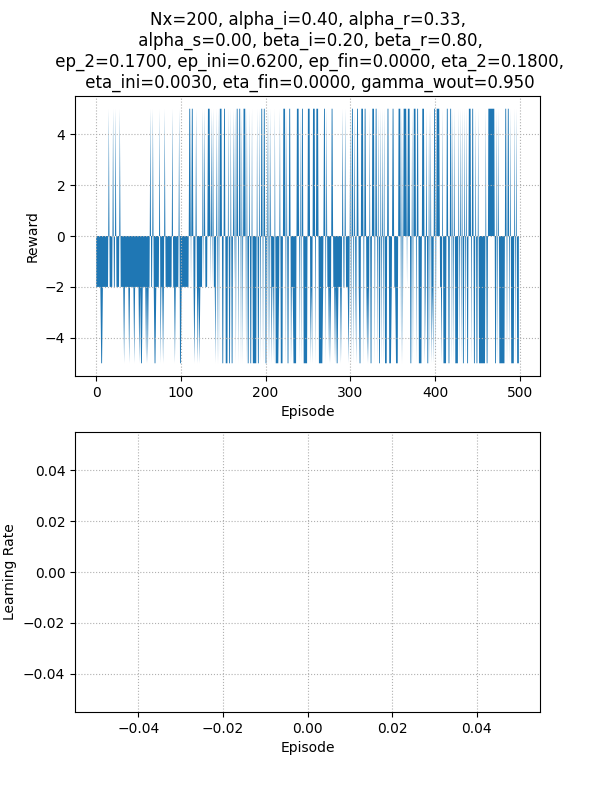 Nx=200, alpha_i=0.40, alpha_r=0.33,
alpha_s=0.00, beta_i=0.20, beta_r=0.80,
ep_2=0.1700, ep_ini=0.6200, ep_fin=0.0000, eta_2=0.1800,
eta_ini=0.0030, eta_fin=0.0000, gamma_wout=0.950
4
2
0
−2
−4
Reward
0 100 200 300 400 500
Episode
0.04
0.02
0.00
−0.02
−0.04
Learning Rate
−0.04 −0.02 0.00 0.02 0.04
Episode